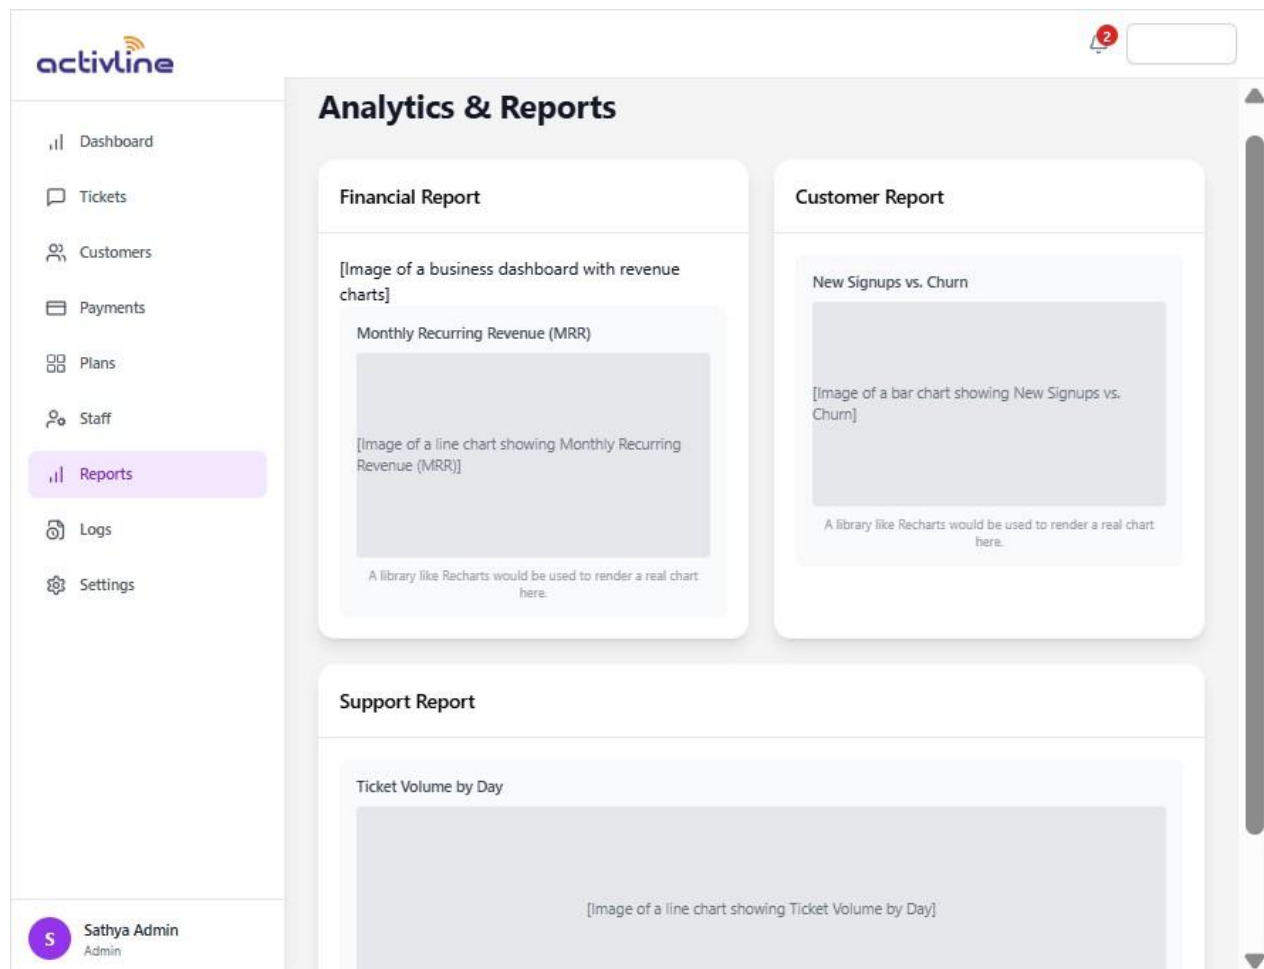 activline
2
Dashboard
Tickets
Customers
Payments
Plans
Staff
Reports
Logs
Settings
S
Sathya Admin
Admin
Analytics & Reports
Financial Report
[Image of a business dashboard with revenue
charts]
Monthly Recurring Revenue (MRR)
[Image of a line chart showing Monthly Recurring
Revenue (MRR)]
A library like Recharts would be used to render a real chart
here.
Customer Report
New Signups vs. Churn
[Image of a bar chart showing New Signups vs.
Churn]
A library like Recharts would be used to render a real chart
here.
Support Report
Ticket Volume by Day
[Image of a line chart showing Ticket Volume by Day]